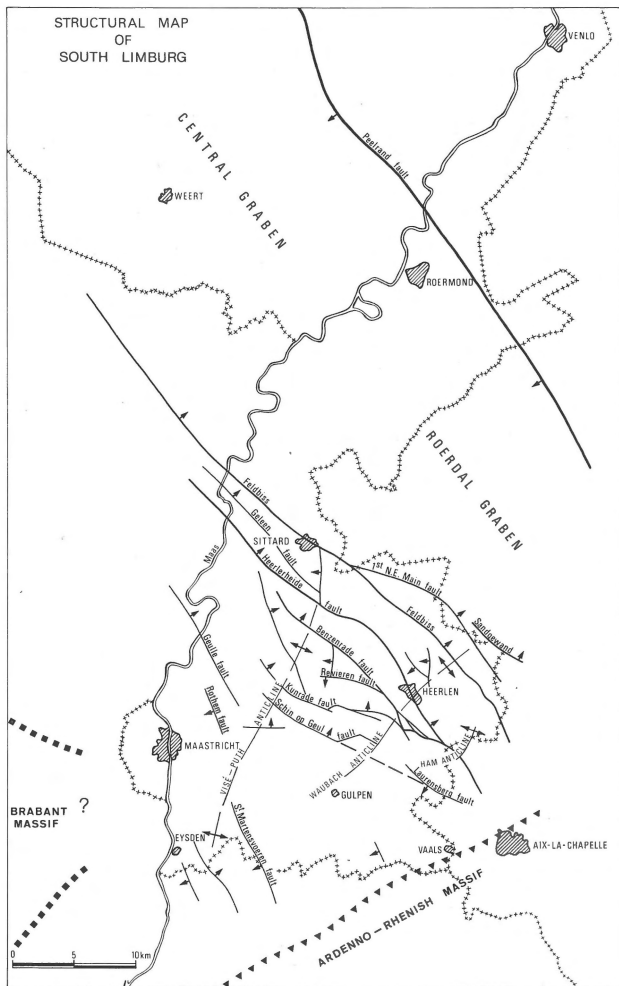 STRUCTURAL MAP
OF
SOUTH LIMBURG
VENLO
CENTRAL GRABEN
Peelrand fault
WEERT
ROERMOND
ROERDAL GRABEN
Feldbiss
Geleen fault
SITTARD
Maas
Heerlerheide fault
1st N.E. Main fault
Feldbiss
Sandgewand
Geulle fault
Benzenrade fault
Revieren fault
HEERLEN
Rothem fault
Kunrade fault
Schin op Geul fault
MAASTRICHT
VISÉ-PUTH ANTICLINE
WAUBACH ANTICLINE
HAM ANTICLINE
Laurensberg fault
GULPEN
BRABANT ?
MASSIF
EYSDEN
St Martensvoeren fault
VAALS
AIX-LA-CHAPELLE
ARDENNO-RHENISH MASSIF
0 5 10km